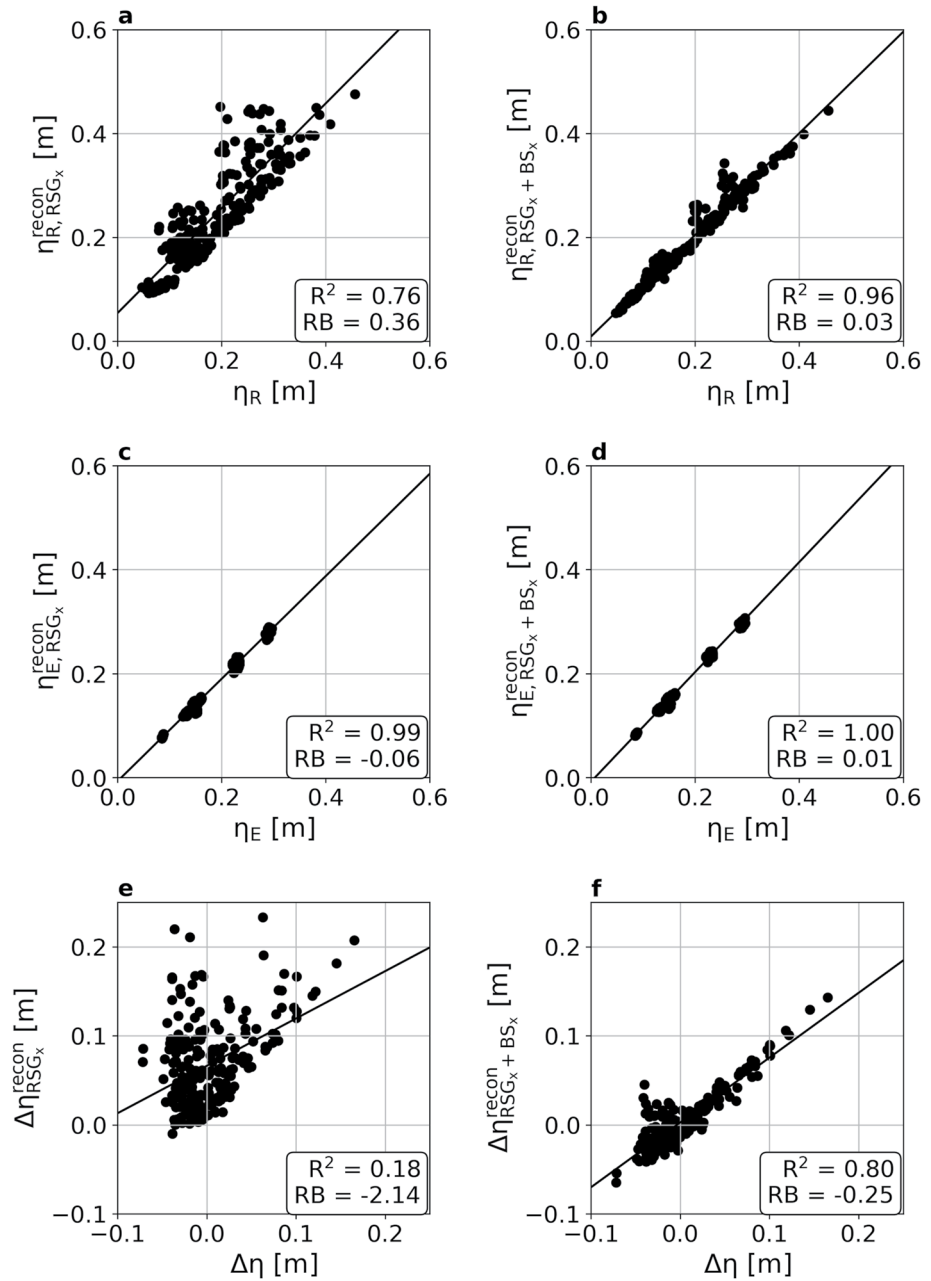 a
0.6
0.4
0.2
0.0
0.0 0.2 0.4 0.6
η_R, RSG_x^recon [m]
η_R [m]
R² = 0.76
RB = 0.36
b
0.6
0.4
0.2
0.0
0.0 0.2 0.4 0.6
η_R, RSG_x + BS_x^recon [m]
η_R [m]
R² = 0.96
RB = 0.03
c
0.6
0.4
0.2
0.0
0.0 0.2 0.4 0.6
η_E, RSG_x^recon [m]
η_E [m]
R² = 0.99
RB = -0.06
d
0.6
0.4
0.2
0.0
0.0 0.2 0.4 0.6
η_E, RSG_x + BS_x^recon [m]
η_E [m]
R² = 1.00
RB = 0.01
e
0.2
0.1
0.0
−0.1
−0.1 0.0 0.1 0.2
Δη_RSG_x^recon [m]
Δη [m]
R² = 0.18
RB = -2.14
f
0.2
0.1
0.0
−0.1
−0.1 0.0 0.1 0.2
Δη_RSG_x + BS_x^recon [m]
Δη [m]
R² = 0.80
RB = -0.25